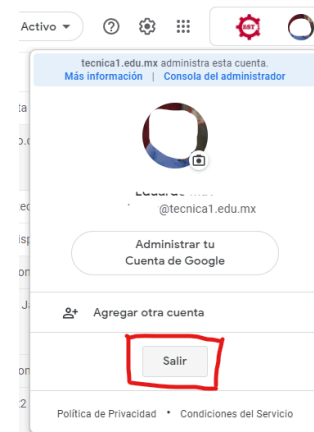 Activo
SST
tecnica1.edu.mx administra esta cuenta.
Más información | Consola del administrador
@tecnica1.edu.mx
Administrar tu
Cuenta de Google
Agregar otra cuenta
Salir
Política de Privacidad • Condiciones del Servicio